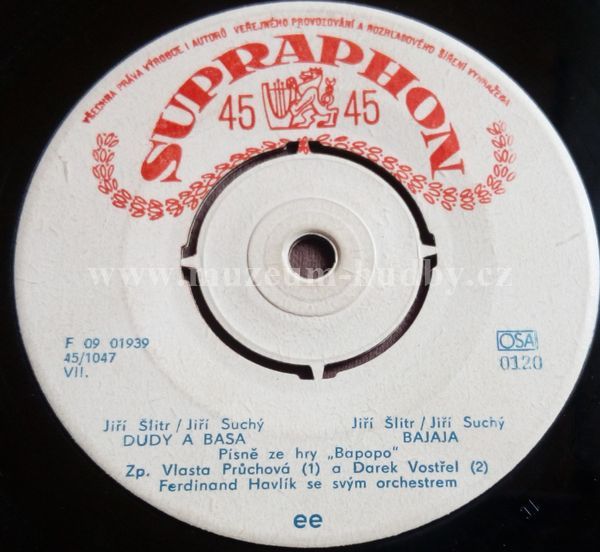 VŠECHNA PRÁVA VÝROBCE I AUTORŮ VEŘEJNÉHO PROVOZOVÁNÍ A ROZHLASOVÉHO ŠÍŘENÍ VYHRAŽENA
SUPRAPHON
45 45
www.muzeum-hudby.cz
F 09 01939
45/1047
VII.
OSA
0120
Jiří Šlitr/Jiří Suchý Jiří Šlitr/Jiří Suchý
DUDY A BASA BAJAJA
Písně ze hry „Bapopo"
Zp. Vlasta Průchová (1) a Darek Vostřel (2)
Ferdinand Havlík se svým orchestrem
ee